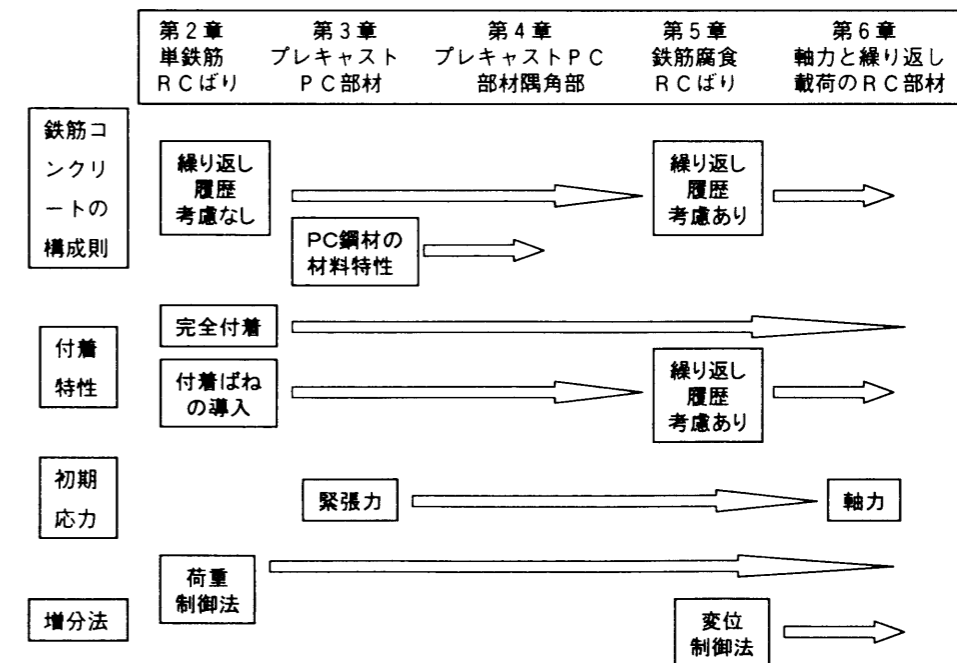 第２章
単鉄筋
ＲＣばり
第３章
プレキャスト
ＰＣ部材
第４章
プレキャストＰＣ
部材隅角部
第５章
鉄筋腐食
ＲＣばり
第６章
軸力と繰り返し
載荷のＲＣ部材
鉄筋コ
ンクリ
ートの
構成則
繰り返し
履歴
考慮なし
繰り返し
履歴
考慮あり
PC鋼材の
材料特性
付着
特性
完全付着
付着ばね
の導入
繰り返し
履歴
考慮あり
初期
応力
緊張力
軸力
増分法
荷重
制御法
変位
制御法